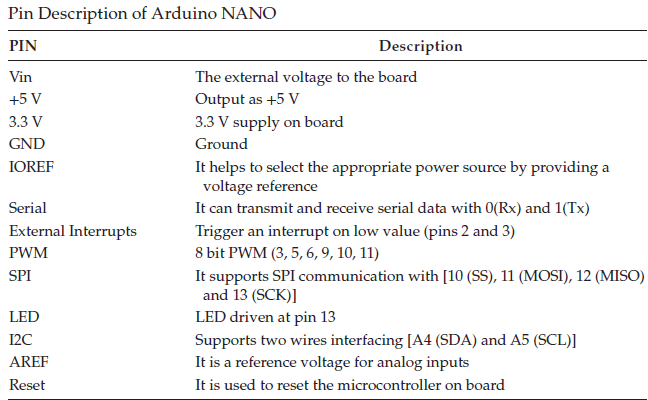 Pin Description of Arduino NANO
PIN Description
Vin The external voltage to the board
+5 V Output as +5 V
3.3 V 3.3 V supply on board
GND Ground
IOREF It helps to select the appropriate power source by providing a
voltage reference
Serial It can transmit and receive serial data with 0(Rx) and 1(Tx)
External Interrupts Trigger an interrupt on low value (pins 2 and 3)
PWM 8 bit PWM (3, 5, 6, 9, 10, 11)
SPI It supports SPI communication with [10 (SS), 11 (MOSI), 12 (MISO)
and 13 (SCK)]
LED LED driven at pin 13
I2C Supports two wires interfacing [A4 (SDA) and A5 (SCL)]
AREF It is a reference voltage for analog inputs
Reset It is used to reset the microcontroller on board